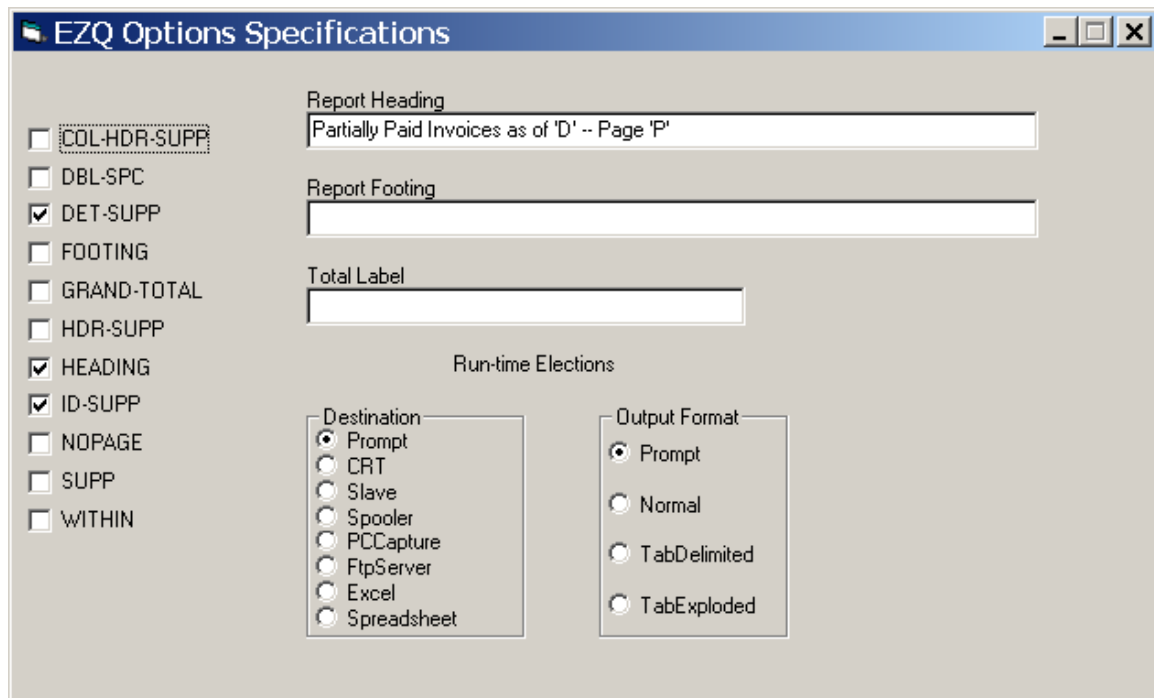 EZQ Options Specifications
COL-HDR-SUPP
DBL-SPC
DET-SUPP
FOOTING
GRAND-TOTAL
HDR-SUPP
HEADING
ID-SUPP
NOPAGE
SUPP
WITHIN
Report Heading
Partially Paid Invoices as of 'D' -- Page 'P'
Report Footing
Total Label
Run-time Elections
Destination
Prompt
CRT
Slave
Spooler
PCCapture
FtpServer
Excel
Spreadsheet
Output Format
Prompt
Normal
TabDelimited
TabExploded